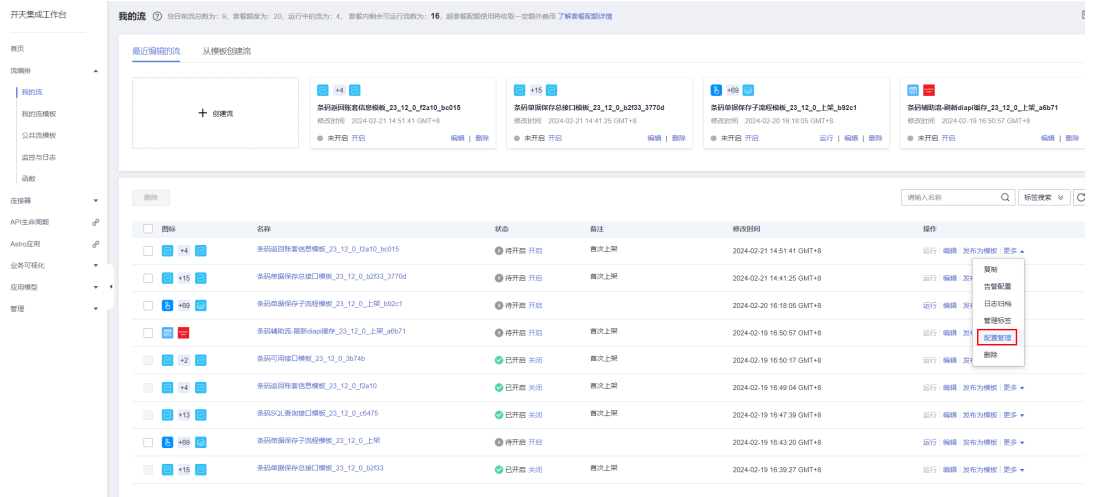 开天集成工作台
我的流 您目前流总数为：9，套餐额度为：20，运行中的流为：4，套餐内剩余可运行流数为：16，超套餐配额使用将收取一定额外费用 了解套餐配额详情
首页
流编排
我的流
我的流模板
公共流模板
监控与日志
函数
连接器
API生命周期
Astro应用
业务可视化
应用模型
管理
最近编辑的流 从模板创建流
+ 创建流
+4
条码返回账套信息模板_23_12_0_f2a10_bc015
修改时间 2024-02-21 14:51:41 GMT+8
未开启 开启 编辑 | 删除
+15
条码单据保存总接口模板_23_12_0_b2f33_3770d
修改时间 2024-02-21 14:41:25 GMT+8
未开启 开启 编辑 | 删除
+69
条码单据保存子流程模板_23_12_0_上架_b92c1
修改时间 2024-02-20 16:18:05 GMT+8
未开启 开启 运行 | 编辑 | 删除
条码辅助流-刷新diapi缓存_23_12_0_上架_a6b71
修改时间 2024-02-19 16:50:57 GMT+8
未开启 开启 编辑 | 删除
删除 请输入名称 标签搜索
图标 名称 状态 备注 修改时间 操作
+4 条码返回账套信息模板_23_12_0_f2a10_bc015 待开启 开启 首次上架 2024-02-21 14:51:41 GMT+8 运行 编辑 发布为模板 更多
+15 条码单据保存总接口模板_23_12_0_b2f33_3770d 待开启 开启 首次上架 2024-02-21 14:41:25 GMT+8 运行 编辑 发布
+69 条码单据保存子流程模板_23_12_0_上架_b92c1 待开启 开启 2024-02-20 16:18:05 GMT+8 运行 编辑 发布
条码辅助流-刷新diapi缓存_23_12_0_上架_a6b71 待开启 开启 首次上架 2024-02-19 16:50:57 GMT+8 运行 编辑 发布
+2 条码可用接口模板_23_12_0_3b74b 已开启 关闭 首次上架 2024-02-19 16:50:17 GMT+8 运行 编辑 发布
+4 条码返回账套信息模板_23_12_0_f2a10 已开启 关闭 首次上架 2024-02-19 16:49:04 GMT+8 运行 编辑 发布为模板 更多
+13 条码SQL查询接口模板_23_12_0_c6475 已开启 关闭 首次上架 2024-02-19 16:47:39 GMT+8 运行 编辑 发布为模板 更多
+69 条码单据保存子流程模板_23_12_0_上架 待开启 开启 2024-02-19 16:43:20 GMT+8 运行 编辑 发布为模板 更多
+15 条码单据保存总接口模板_23_12_0_b2f33 已开启 关闭 首次上架 2024-02-19 16:39:27 GMT+8 运行 编辑 发布为模板 更多
复制
告警配置
日志归档
管理标签
配置管理
删除